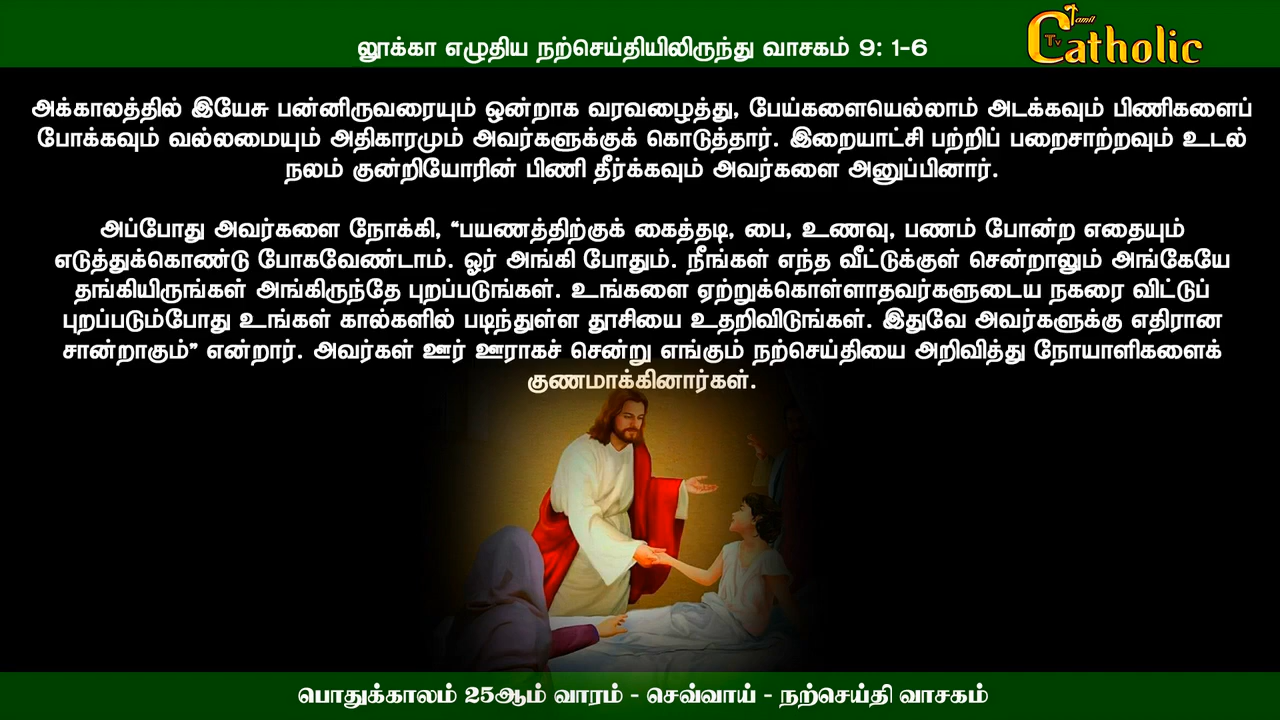 லூக்கா எழுதிய நற்செய்தியிலிருந்து வாசகம் 9: 1-6
Tamil
Catholic
Tv
அக்காலத்தில் இயேசு பன்னிருவரையும் ஒன்றாக வரவழைத்து, பேய்களையெல்லாம் அடக்கவும் பிணிகளைப்
போக்கவும் வல்லமையும் அதிகாரமும் அவர்களுக்குக் கொடுத்தார். இறையாட்சி பற்றிப் பறைசாற்றவும் உடல்
நலம் குன்றியோரின் பிணி தீர்க்கவும் அவர்களை அனுப்பினார்.
அப்போது அவர்களை நோக்கி, “பயணத்திற்குக் கைத்தடி, பை, உணவு, பணம் போன்ற எதையும்
எடுத்துக்கொண்டு போகவேண்டாம். ஓர் அங்கி போதும். நீங்கள் எந்த வீட்டுக்குள் சென்றாலும் அங்கேயே
தங்கியிருங்கள் அங்கிருந்தே புறப்படுங்கள். உங்களை ஏற்றுக்கொள்ளாதவர்களுடைய நகரை விட்டுப்
புறப்படும்போது உங்கள் கால்களில் படிந்துள்ள தூசியை உதறிவிடுங்கள். இதுவே அவர்களுக்கு எதிரான
சான்றாகும்” என்றார். அவர்கள் ஊர் ஊராகச் சென்று எங்கும் நற்செய்தியை அறிவித்து நோயாளிகளைக்
குணமாக்கினார்கள்.
பொதுக்காலம் 25ஆம் வாரம் - செவ்வாய் - நற்செய்தி வாசகம்